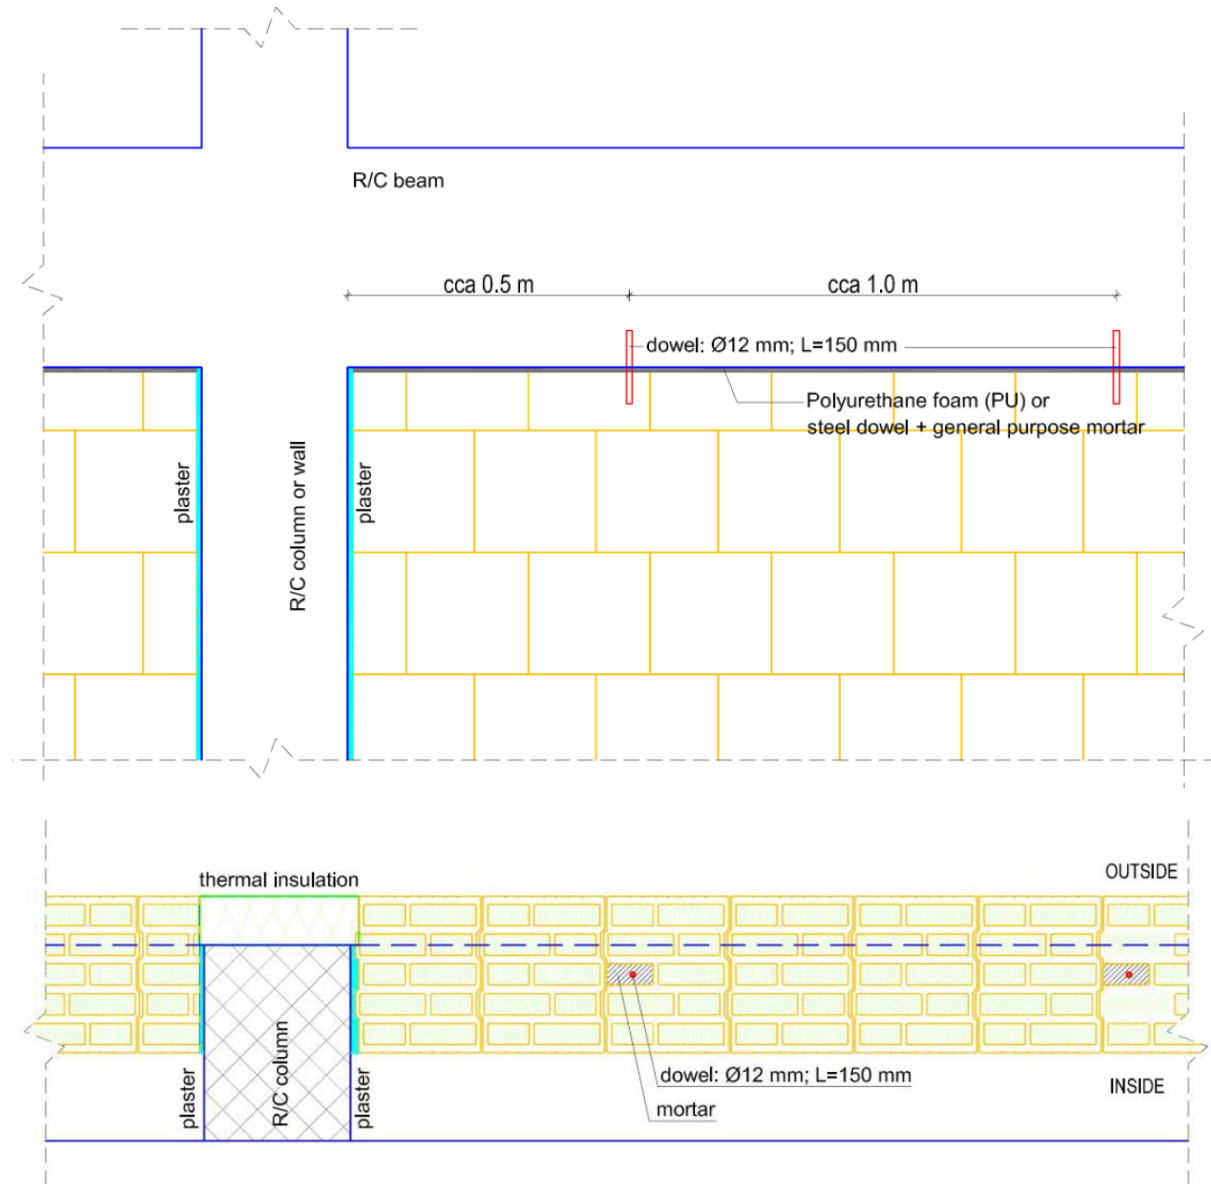 R/C beam
cca 0.5 m
cca 1.0 m
dowel: Ø12 mm; L=150 mm
Polyurethane foam (PU) or
steel dowel + general purpose mortar
plaster
R/C column or wall
plaster
thermal insulation
OUTSIDE
plaster
R/C column
plaster
dowel: Ø12 mm; L=150 mm
mortar
INSIDE